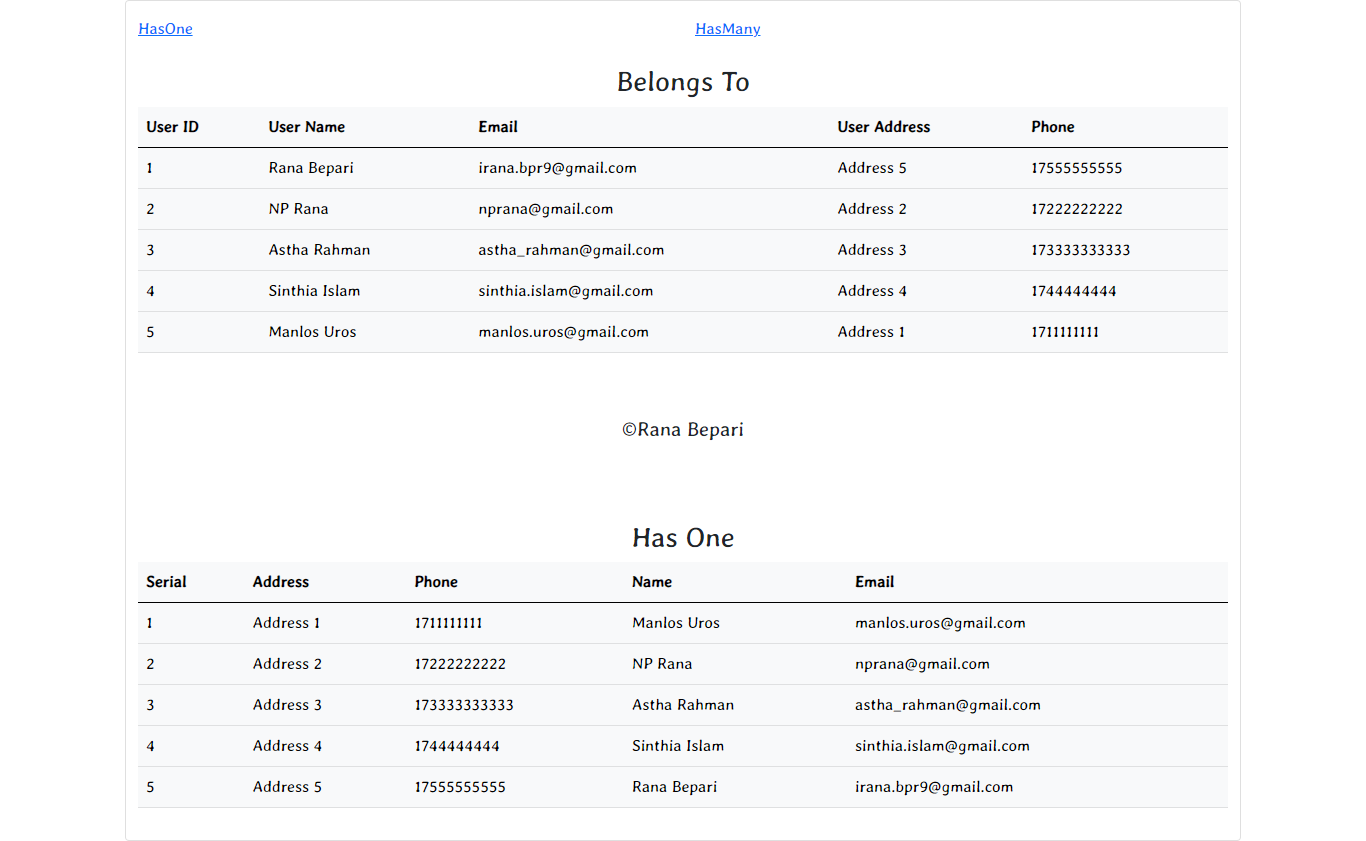 HasOne HasMany
Belongs To
User ID User Name Email User Address Phone
1 Rana Bepari irana.bpr9@gmail.com Address 5 17555555555
2 NP Rana nprana@gmail.com Address 2 17222222222
3 Astha Rahman astha_rahman@gmail.com Address 3 173333333333
4 Sinthia Islam sinthia.islam@gmail.com Address 4 1744444444
5 Manlos Uros manlos.uros@gmail.com Address 1 1711111111
©Rana Bepari
Has One
Serial Address Phone Name Email
1 Address 1 1711111111 Manlos Uros manlos.uros@gmail.com
2 Address 2 17222222222 NP Rana nprana@gmail.com
3 Address 3 173333333333 Astha Rahman astha_rahman@gmail.com
4 Address 4 1744444444 Sinthia Islam sinthia.islam@gmail.com
5 Address 5 17555555555 Rana Bepari irana.bpr9@gmail.com